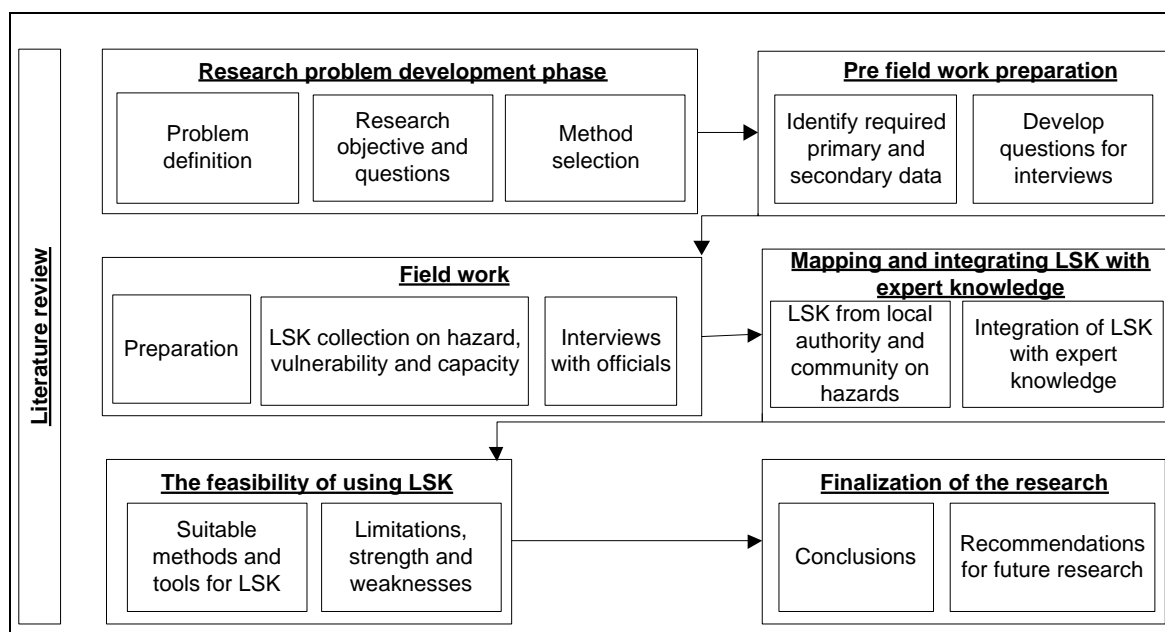 Literature review
Research problem development phase
Problem
definition
Research
objective and
questions
Method
selection
Pre field work preparation
Identify required
primary and
secondary data
Develop
questions for
interviews
Field work
Preparation
LSK collection on hazard,
vulnerability and capacity
Interviews
with officials
Mapping and integrating LSK with
expert knowledge
LSK from local
authority and
community on
hazards
Integration of LSK
with expert
knowledge
The feasibility of using LSK
Suitable
methods and
tools for LSK
Limitations,
strength and
weaknesses
Finalization of the research
Conclusions
Recommendations
for future research